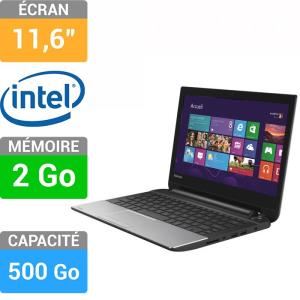 ÉCRAN
11,6"
intel
MÉMOIRE
2 Go
CAPACITÉ
500 Go
Accueil